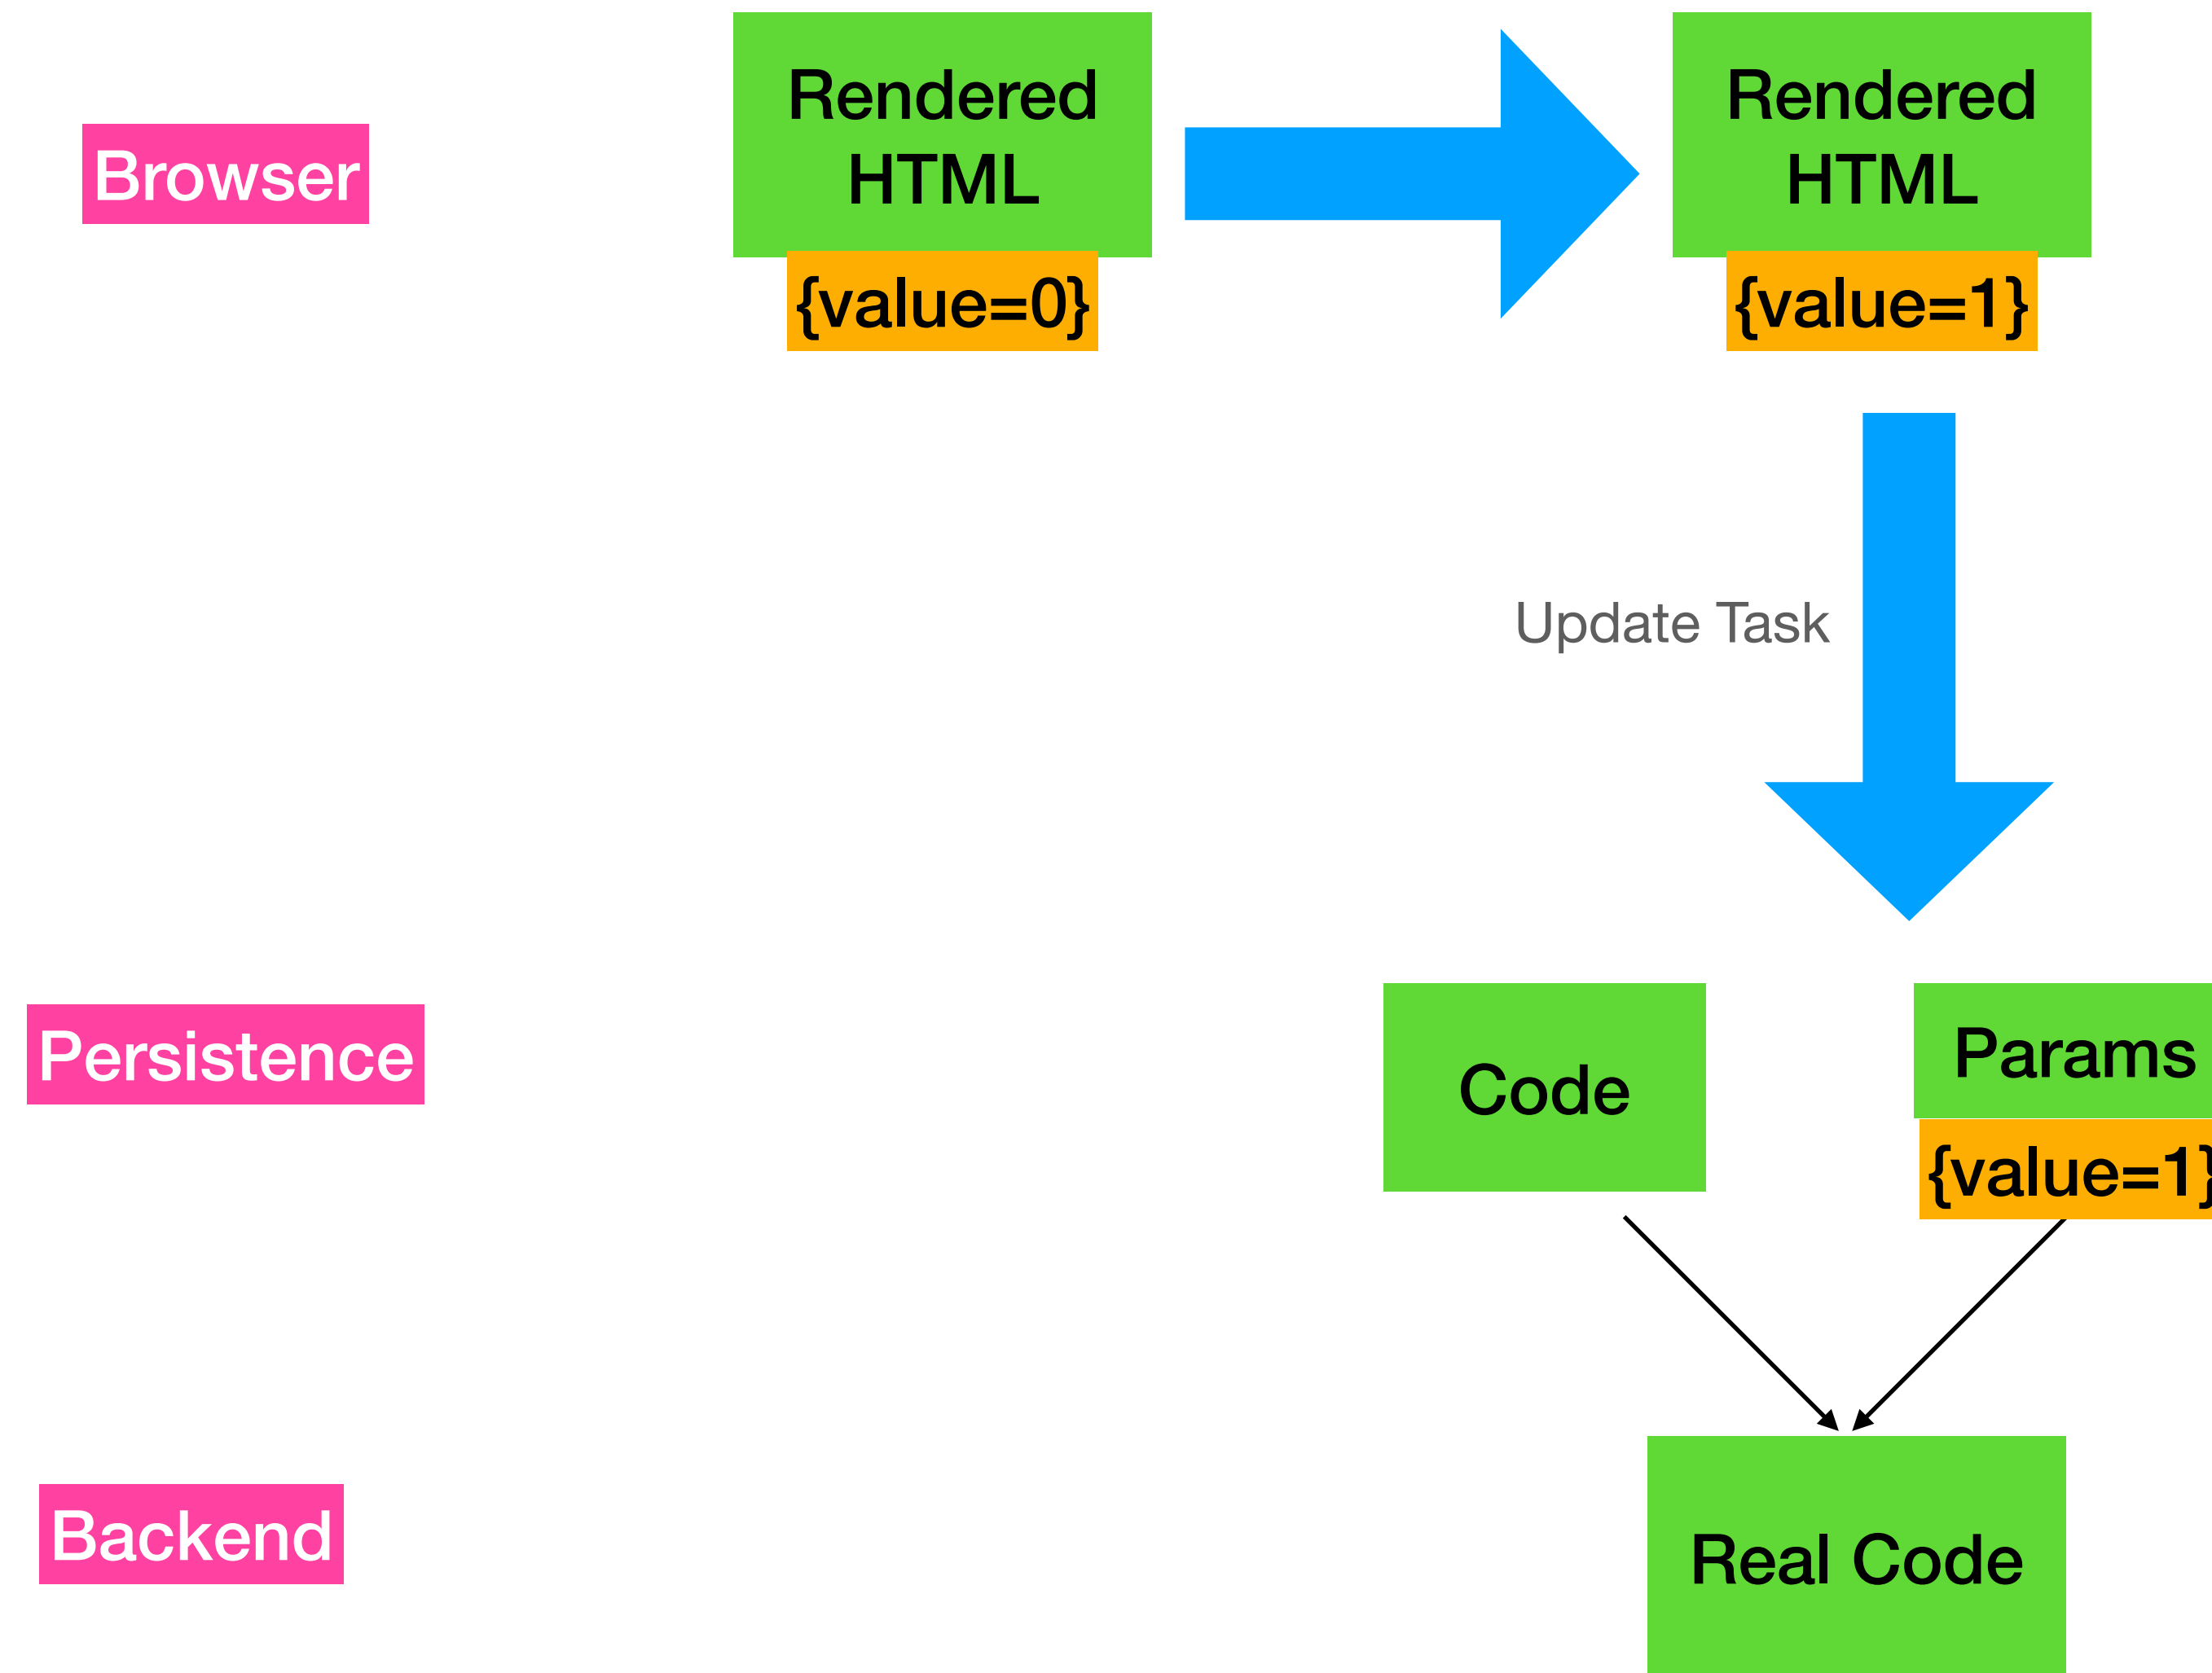 Browser
Rendered
HTML
{value=0}
Rendered
HTML
{value=1}
Update Task
Persistence
Code
Params
{value=1}
Backend
Real Code